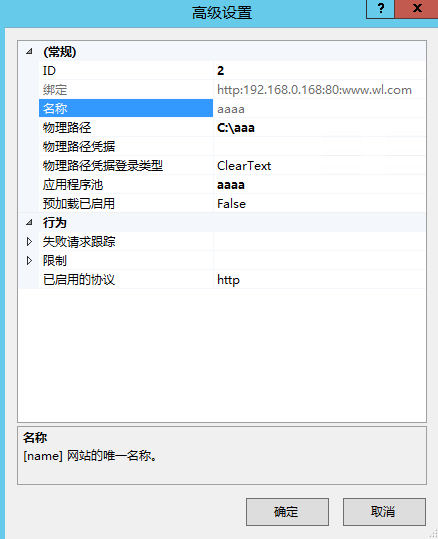 高级设置
(常规)
ID 2
绑定 http:192.168.0.168:80:www.wl.com
名称 aaaa
物理路径 C:\aaa
物理路径凭据
物理路径凭据登录类型 ClearText
应用程序池 aaaa
预加载已启用 False
行为
失败请求跟踪
限制
已启用的协议 http
名称
[name] 网站的唯一名称。
确定 取消